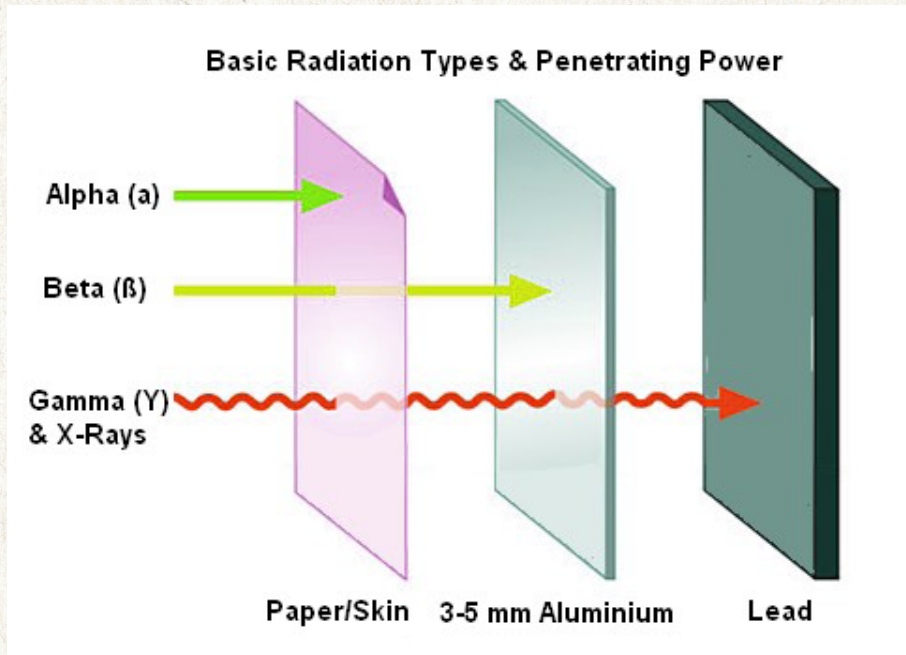 Basic Radiation Types & Penetrating Power
Alpha (a)
Beta (ß)
Gamma (Y)
& X-Rays
Paper/Skin
3-5 mm Aluminium
Lead